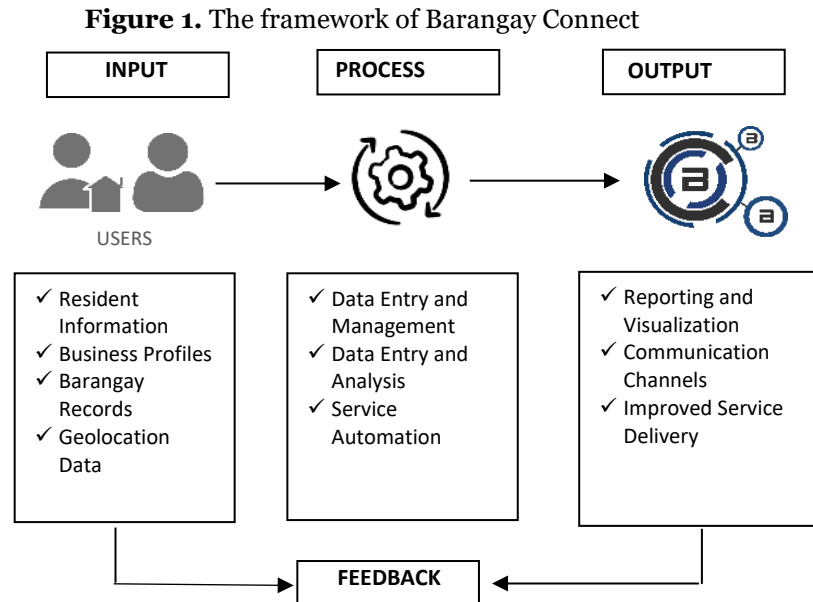 Figure 1. The framework of Barangay Connect
INPUT
PROCESS
OUTPUT
USERS
a
a
a
✓ Resident
Information
✓ Business Profiles
✓ Barangay
Records
✓ Geolocation
Data
✓ Data Entry and
Management
✓ Data Entry and
Analysis
✓ Service
Automation
✓ Reporting and
Visualization
✓ Communication
Channels
✓ Improved Service
Delivery
FEEDBACK